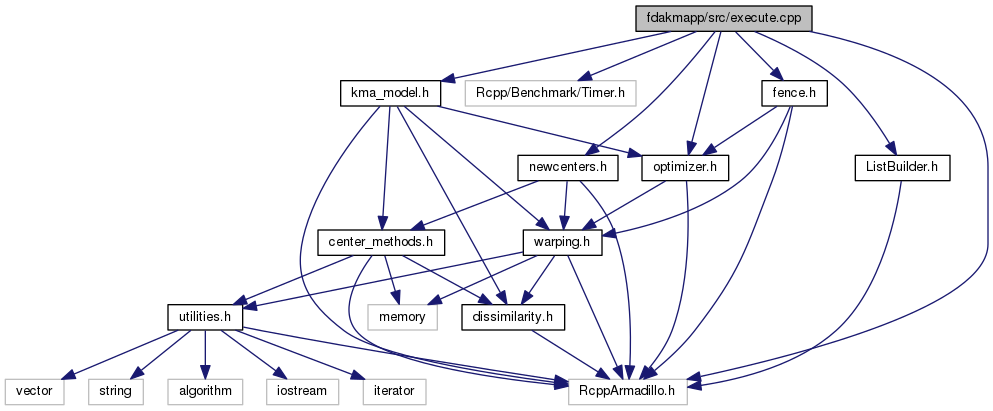 fdakmapp/src/execute.cpp
kma_model.h
Rcpp/Benchmark/Timer.h
fence.h
newcenters.h
optimizer.h
ListBuilder.h
center_methods.h
warping.h
utilities.h
memory
dissimilarity.h
vector
string
algorithm
iostream
iterator
RcppArmadillo.h